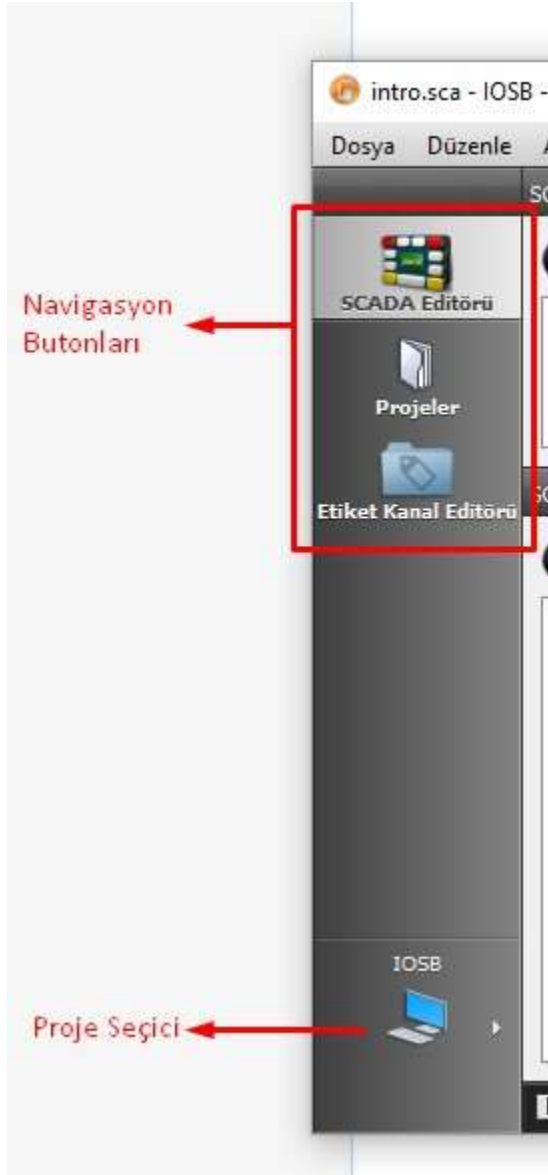 intro.sca - IOSB -
Dosya Düzenle
SCADA Editörü
Navigasyon
Butonları
Projeler
Etiket Kanal Editörü
IOSB
Proje Seçici